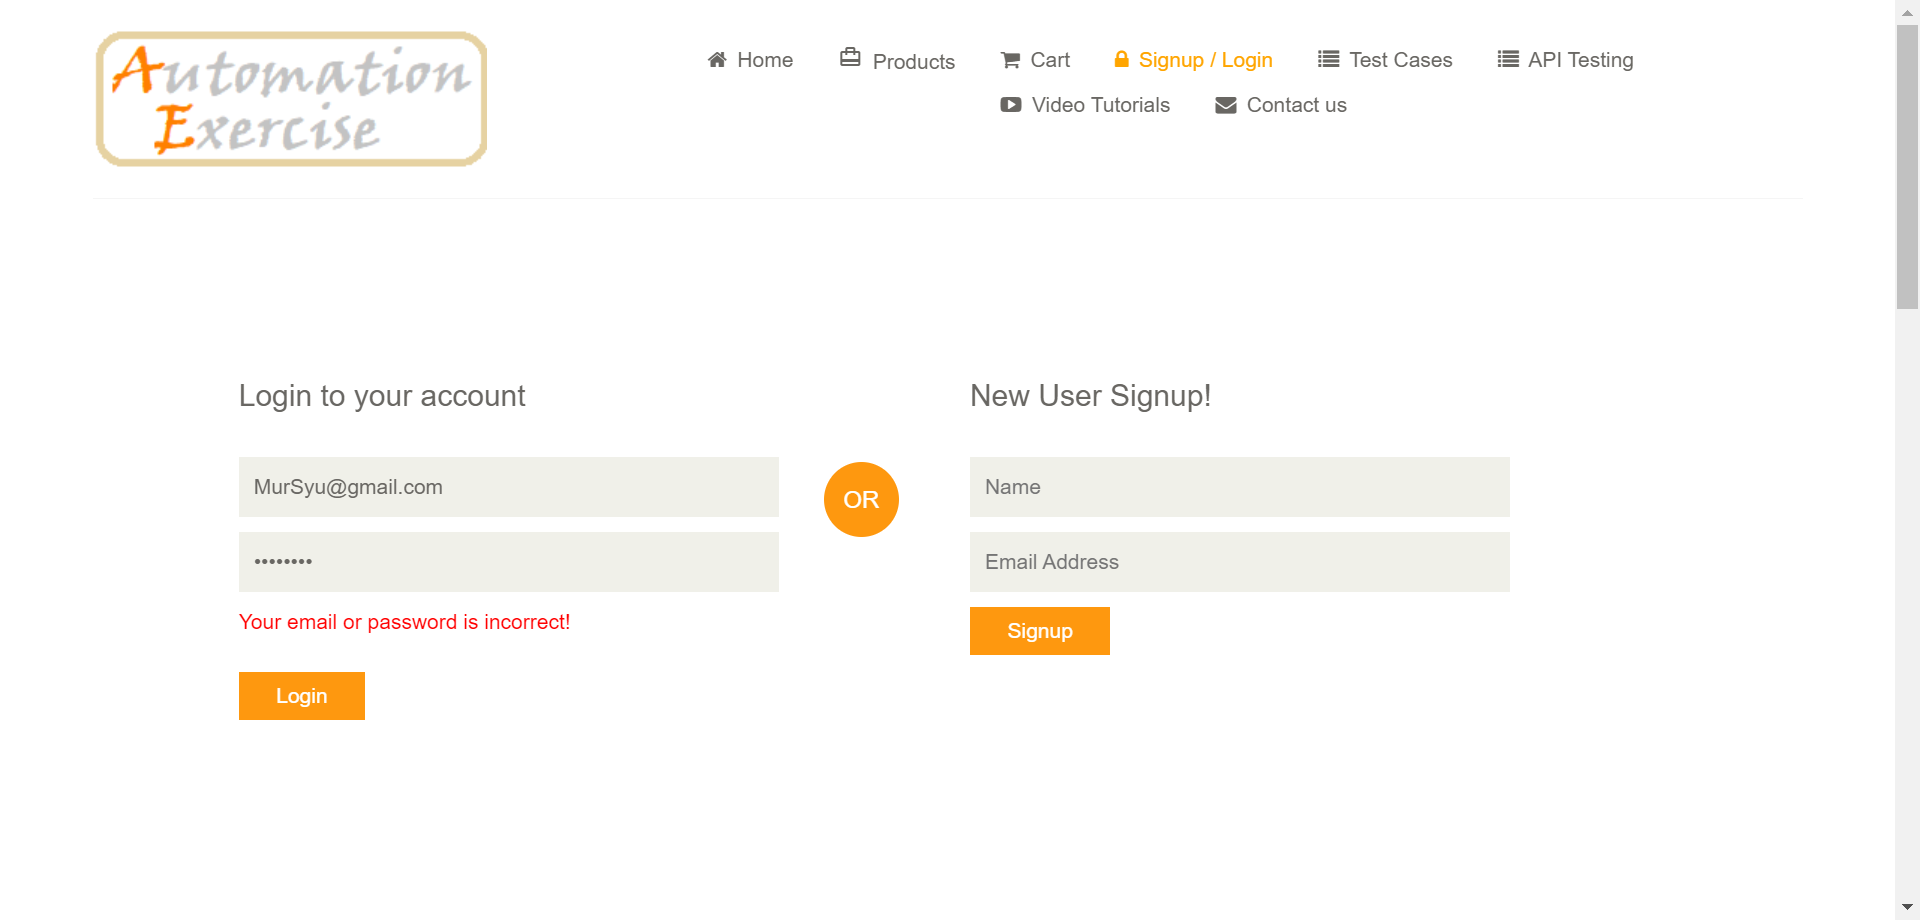 Automation
Exercise
Home
Products
Cart
Signup / Login
Test Cases
API Testing
Video Tutorials
Contact us
Login to your account
MurSyu@gmail.com
••••••••
Your email or password is incorrect!
Login
OR
New User Signup!
Name
Email Address
Signup